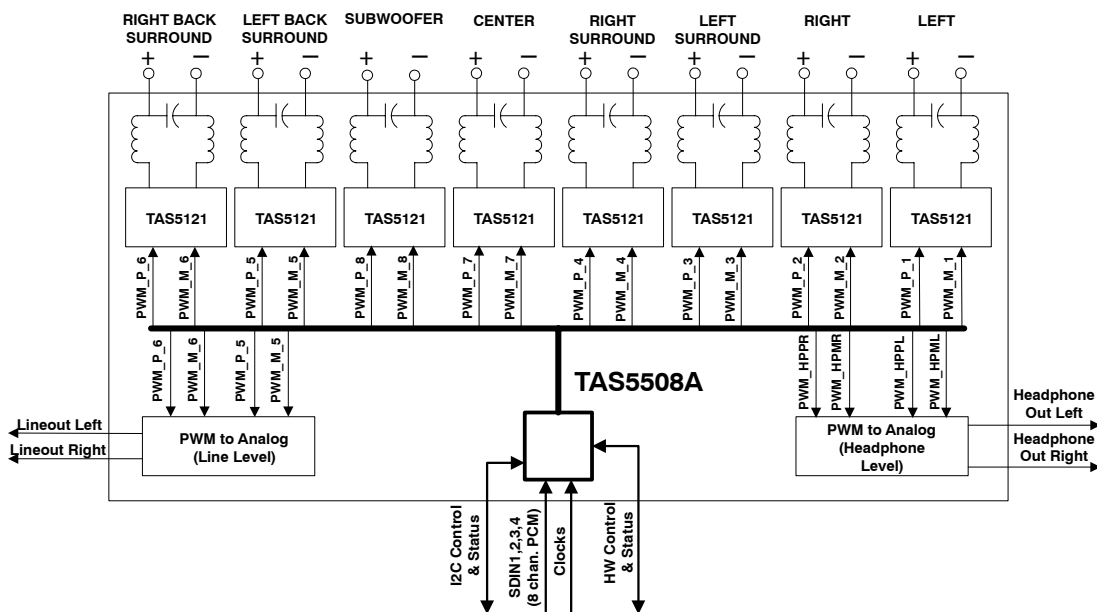 RIGHT BACK
SURROUND
LEFT BACK
SURROUND
SUBWOOFER
CENTER
RIGHT
SURROUND
LEFT
SURROUND
RIGHT
LEFT
+ − + − + − + − + − + − + − + −
TAS5121 TAS5121 TAS5121 TAS5121 TAS5121 TAS5121 TAS5121 TAS5121
PWM_P_6
PWM_M_6
PWM_P_5
PWM_M_5
PWM_P_8
PWM_M_8
PWM_P_7
PWM_M_7
PWM_P_4
PWM_M_4
PWM_P_3
PWM_M_3
PWM_P_2
PWM_M_2
PWM_P_1
PWM_M_1
PWM_P_6
PWM_M_6
PWM_P_5
PWM_M_5
TAS5508A
PWM_HPPR
PWM_HPMR
PWM_HPPL
PWM_HPML
Lineout Left
Lineout Right
PWM to Analog
(Line Level)
PWM to Analog
(Headphone
Level)
Headphone
Out Left
Headphone
Out Right
I2C Control
& Status
SDIN1,2,3,4
(8 chan. PCM)
Clocks
HW Control
& Status